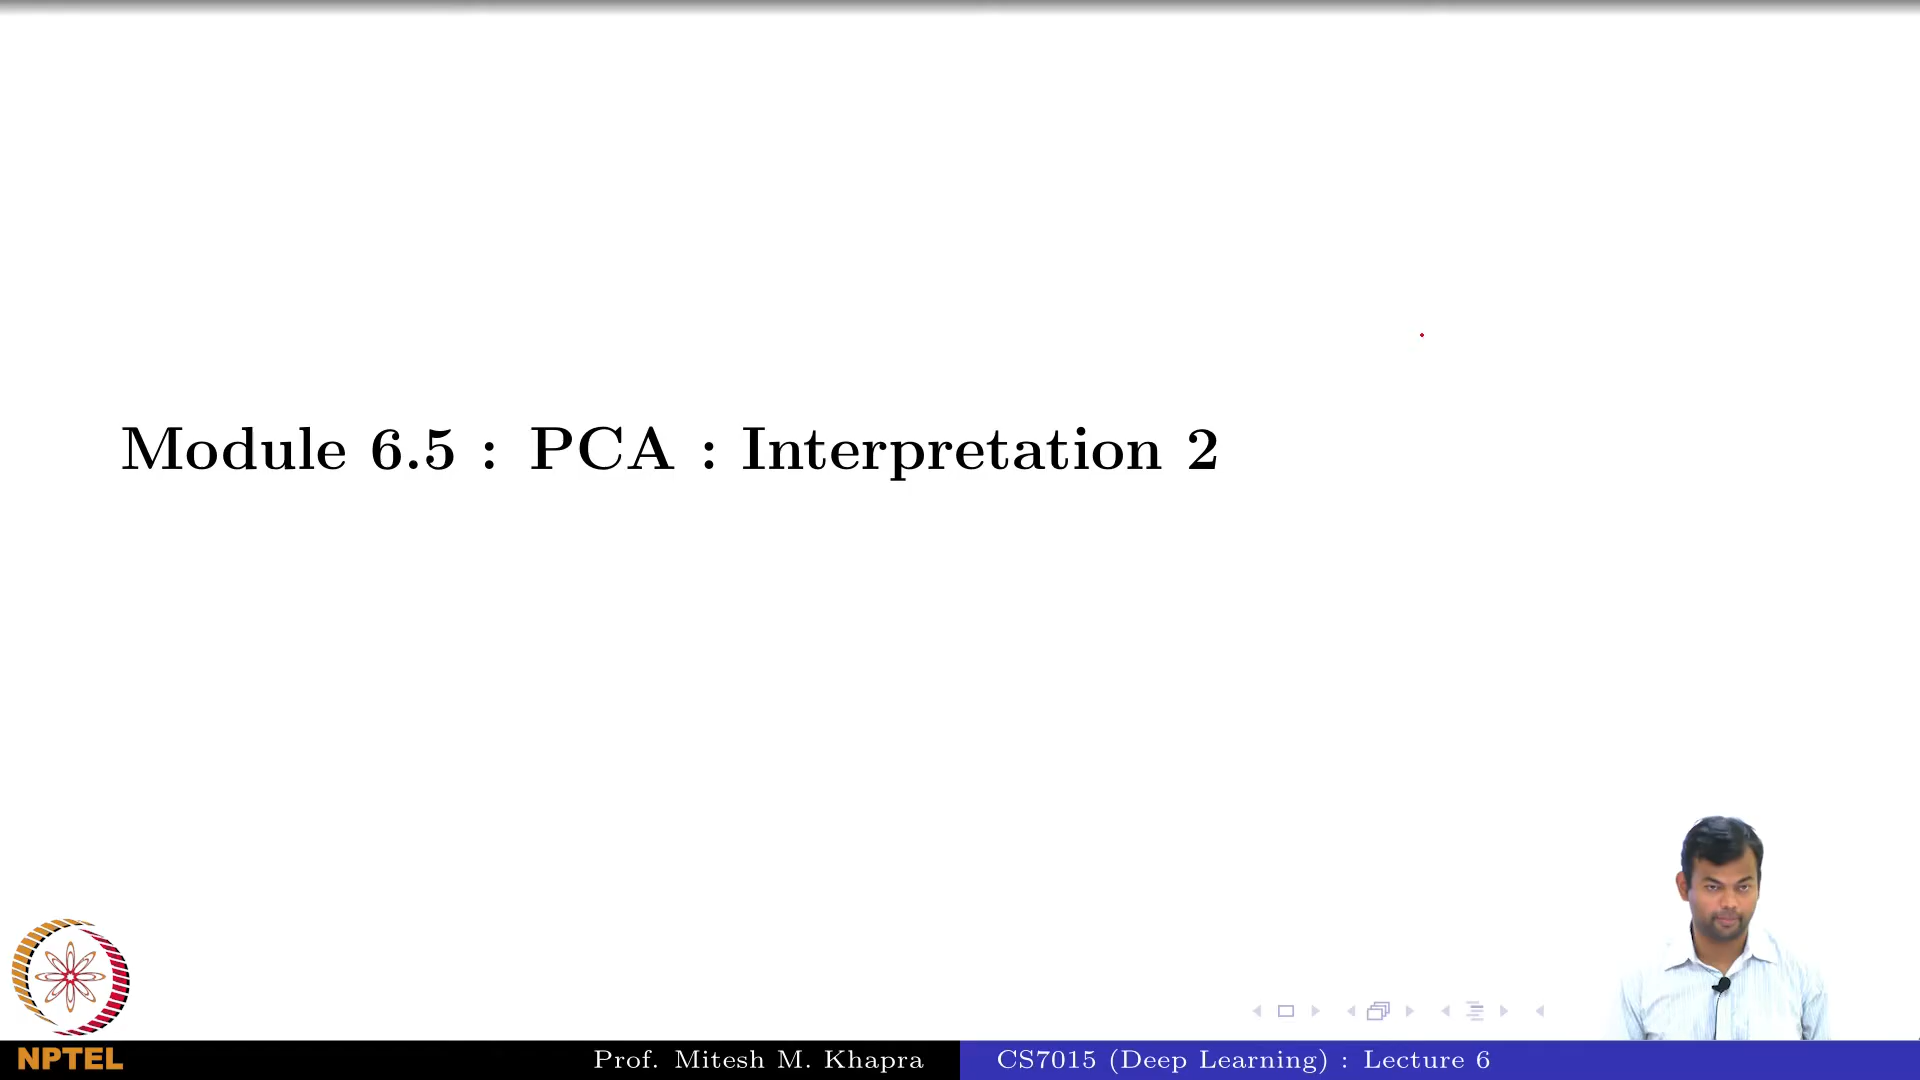 Module 6.5 : PCA : Interpretation 2
NPTEL
Prof. Mitesh M. Khapra
CS7015 (Deep Learning) : Lecture 6